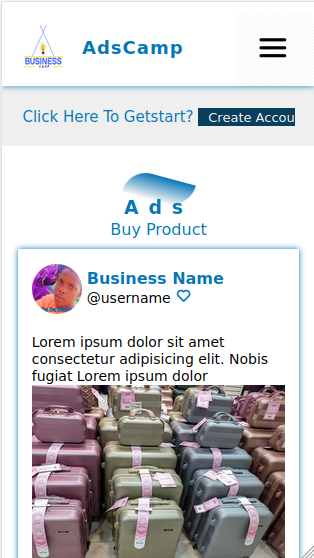 BUSINESS
CAMP
AdsCamp
Click Here To Getstart? Create Accou
Ads
Buy Product
Business Name
@username
Lorem ipsum dolor sit amet
consectetur adipisicing elit. Nobis
fugiat Lorem ipsum dolor